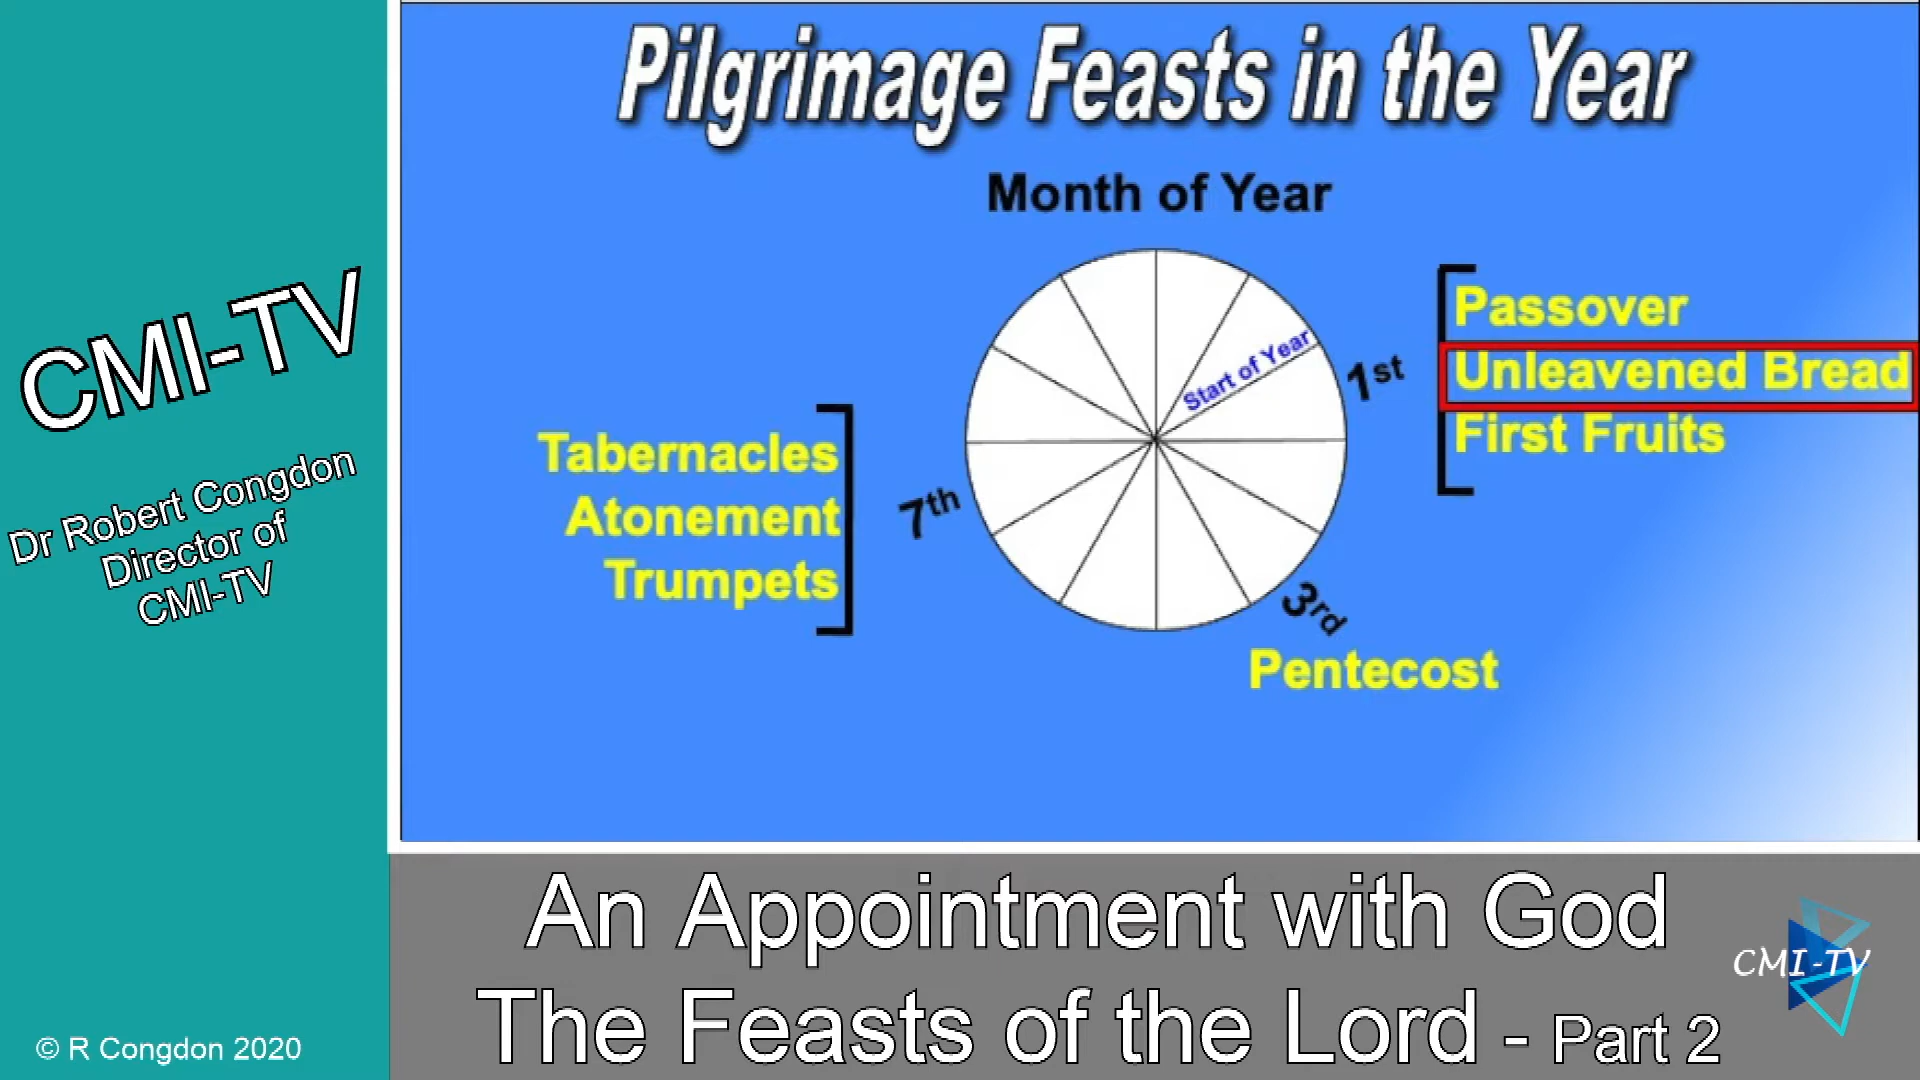 CMI-TV
Dr Robert Congdon
Director of
CMI-TV
© R Congdon 2020
Pilgrimage Feasts in the Year
Month of Year
Start of Year
1st
Passover
Unleavened Bread
First Fruits
3rd
Pentecost
7th
Tabernacles
Atonement
Trumpets
An Appointment with God
The Feasts of the Lord - Part 2
CMI-TV